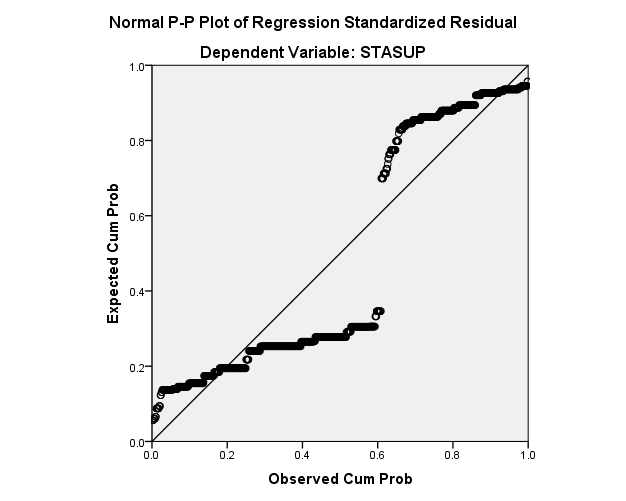 Normal P-P Plot of Regression Standardized Residual
Dependent Variable: STASUP
1.0
0.8
0.6
0.4
0.2
0.0
Expected Cum Prob
0.0 0.2 0.4 0.6 0.8 1.0
Observed Cum Prob